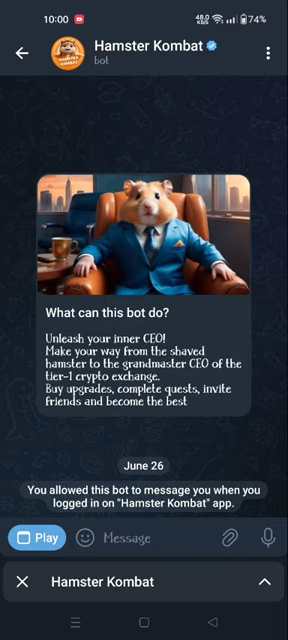 10:00
48.0
KB/S
74%
Hamster Kombat
bot
HAMSTER
KOMBAT
What can this bot do?
Unleash your inner CEO!
Make your way from the shaved
hamster to the grandmaster CEO of the
tier-1 crypto exchange.
Buy upgrades, complete quests, invite
friends and become the best
June 26
You allowed this bot to message you when you
logged in on "Hamster Kombat" app.
Play
Message
Hamster Kombat